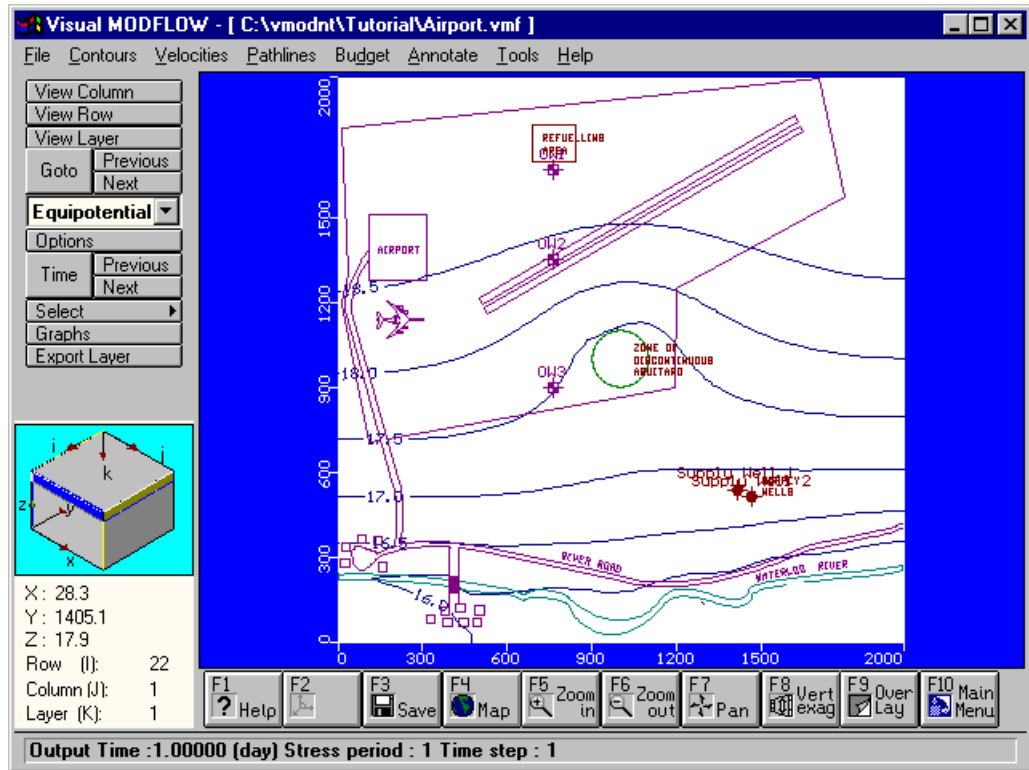 Visual MODFLOW - [ C:\vmodnt\Tutorial\Airport.vmf ]
File Contours Velocities Pathlines Budget Annotate Tools Help
View Column
View Row
View Layer
Goto
Previous
Next
Equipotential
Options
Time
Previous
Next
Select
Graphs
Export Layer
i
j
k
z
y
x
X: 28.3
Y: 1405.1
Z: 17.9
Row (I): 22
Column (J): 1
Layer (K): 1
2000
1500
1200
900
600
300
0
0 300 600 900 1200 1500 2000
REFUELLING
AREA
OW1
OW2
AIRPORT
18.5
18.0
ZONE OF
DISCONTINUOUS
AQUITARD
OW3
17.5
17.0
Supply Well 1
Supply Well 2
WELLS
16.5
RIVER ROAD
WATERLOO RIVER
16.0
F1 ? Help
F2
F3 Save
F4 Map
F5 Zoom in
F6 Zoom out
F7 Pan
F8 Vert exag
F9 Over Lay
F10 Main Menu
Output Time :1.00000 (day) Stress period : 1 Time step : 1